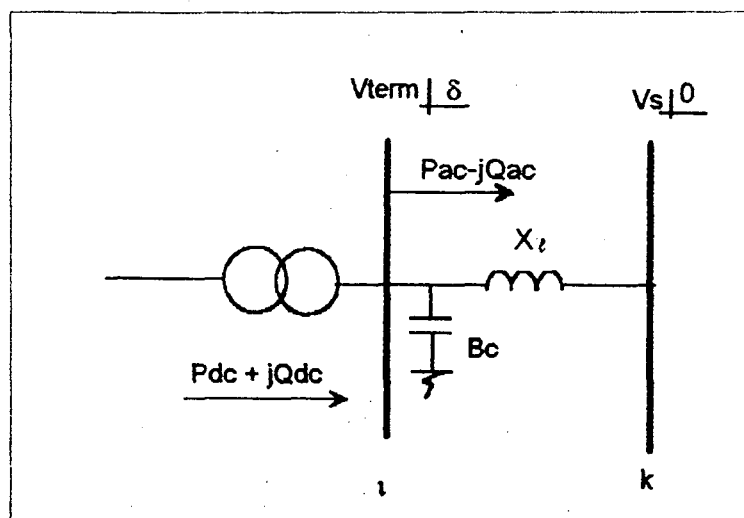 Vterm δ
Vs 0
Pac-jQac
Xℓ
Bc
Pdc + jQdc
ı
k